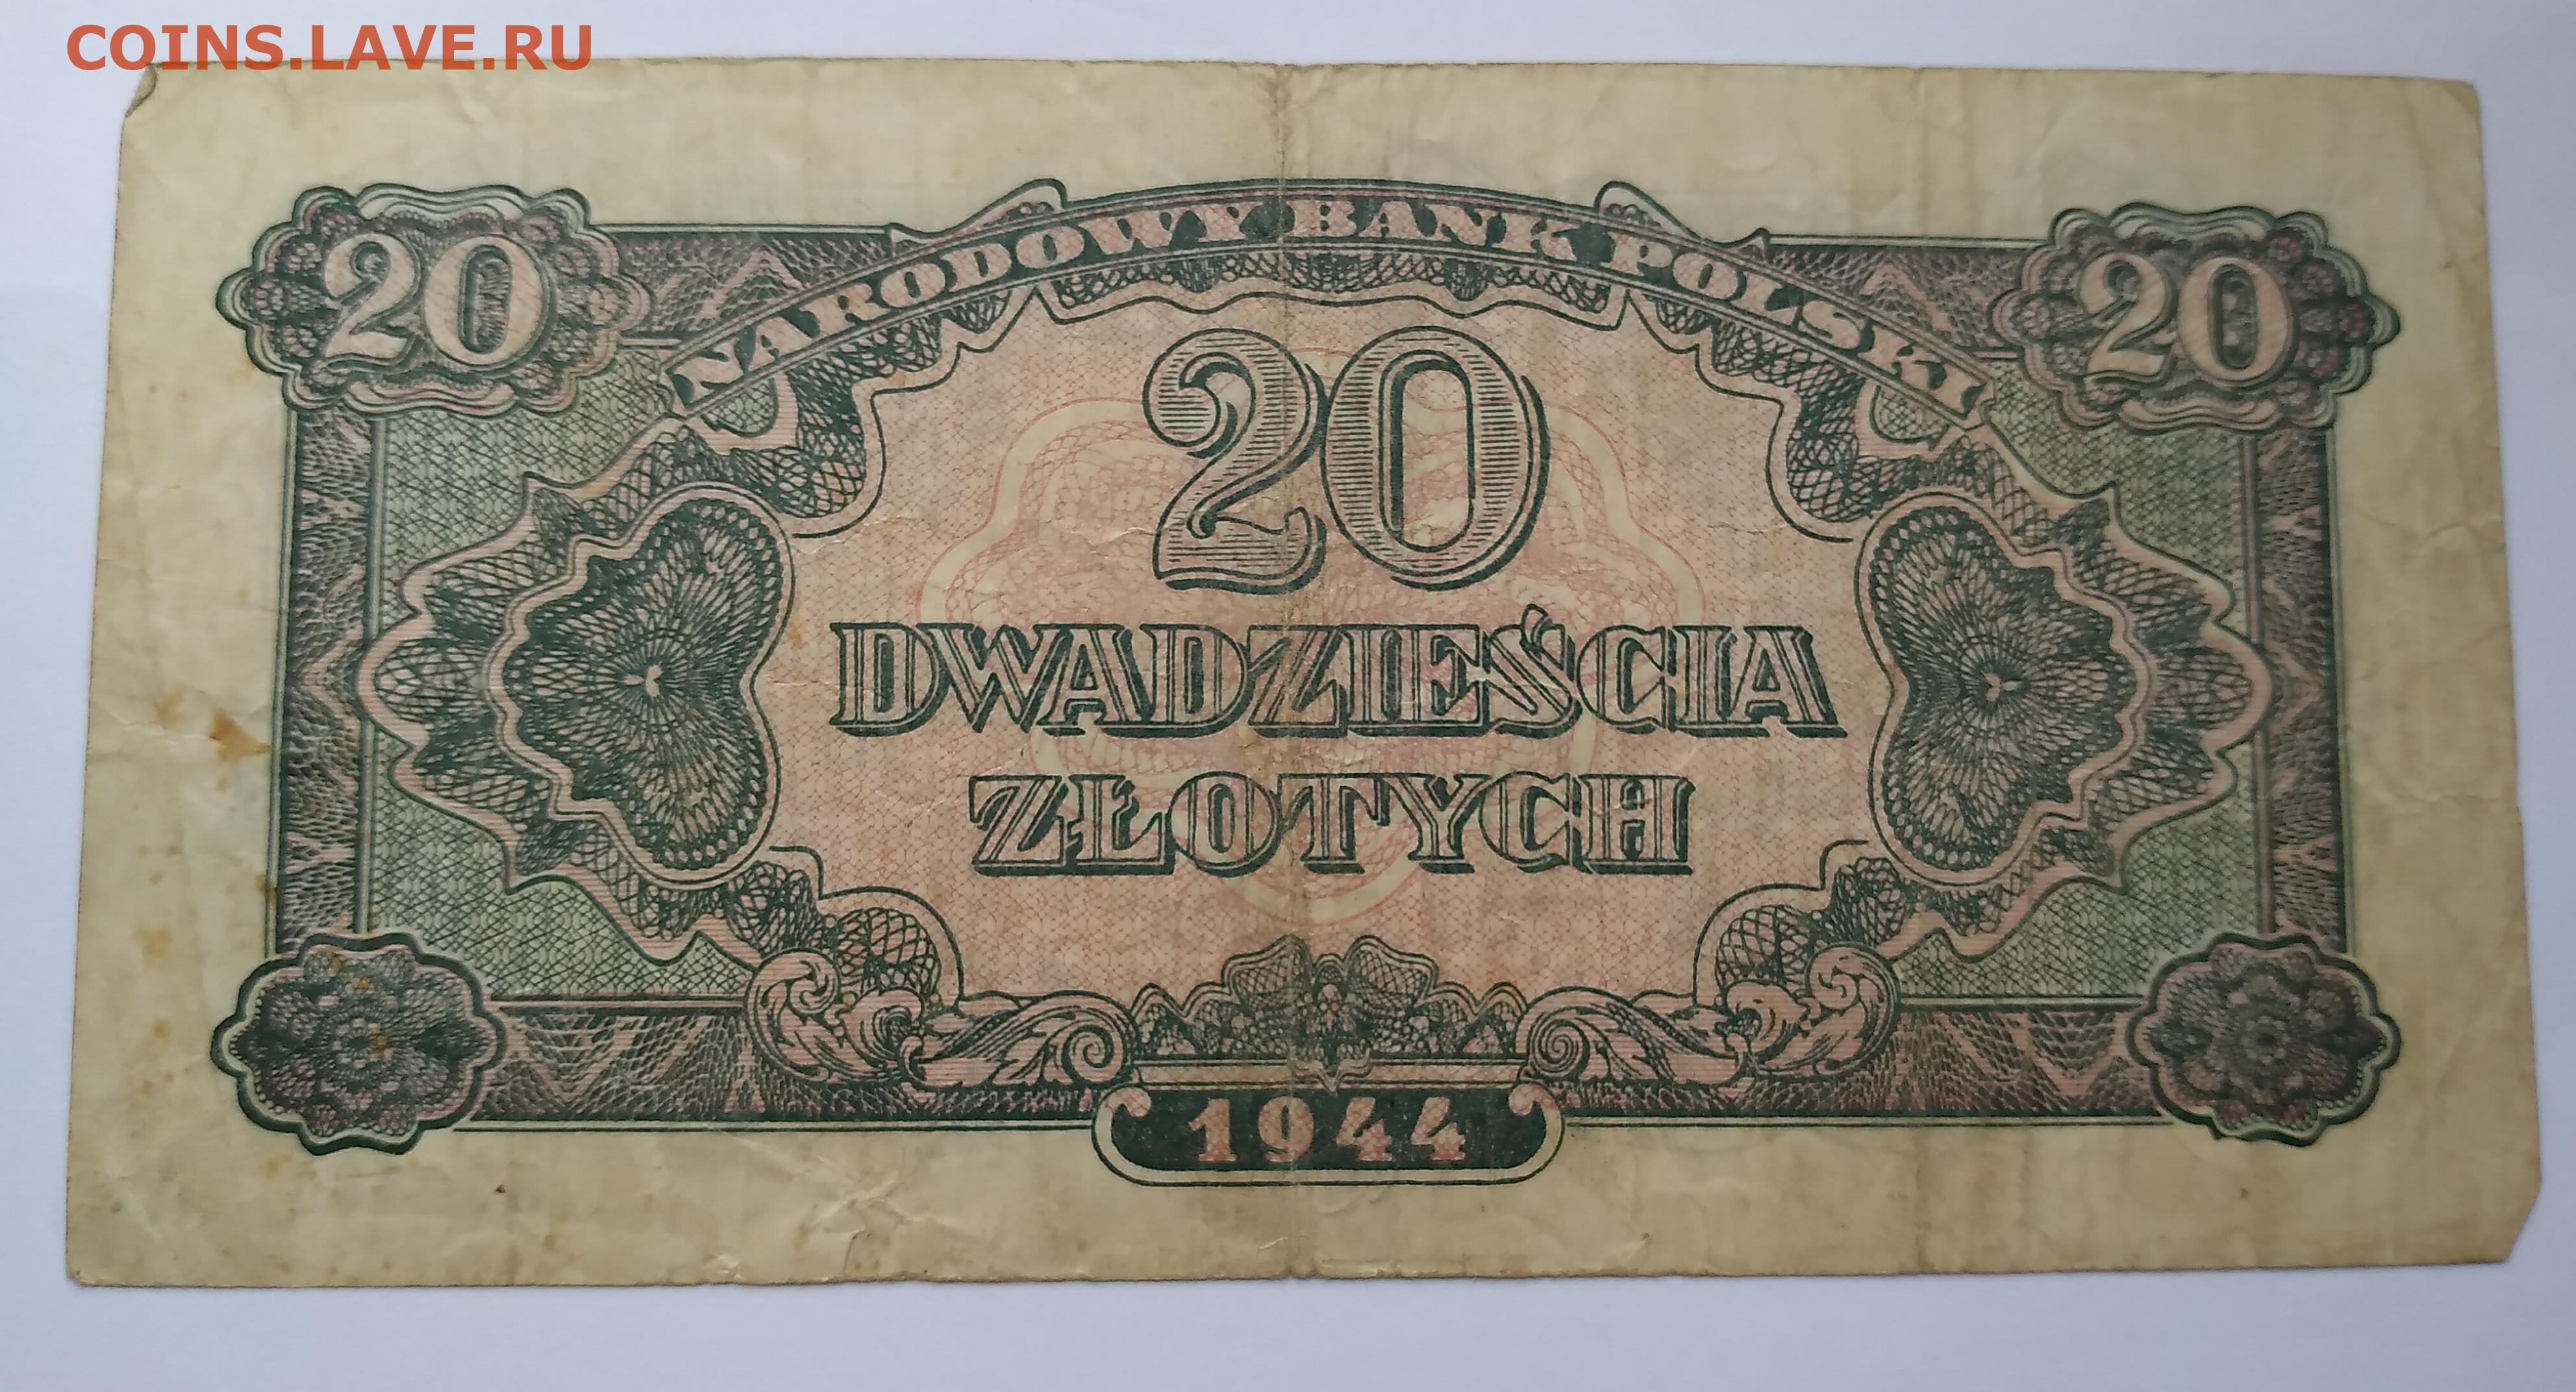 COINS.LAVE.RU
NARODOWY BANK POLSKI
20 20
20
DWADZIEŚCIA
ZŁOTYCH
1944